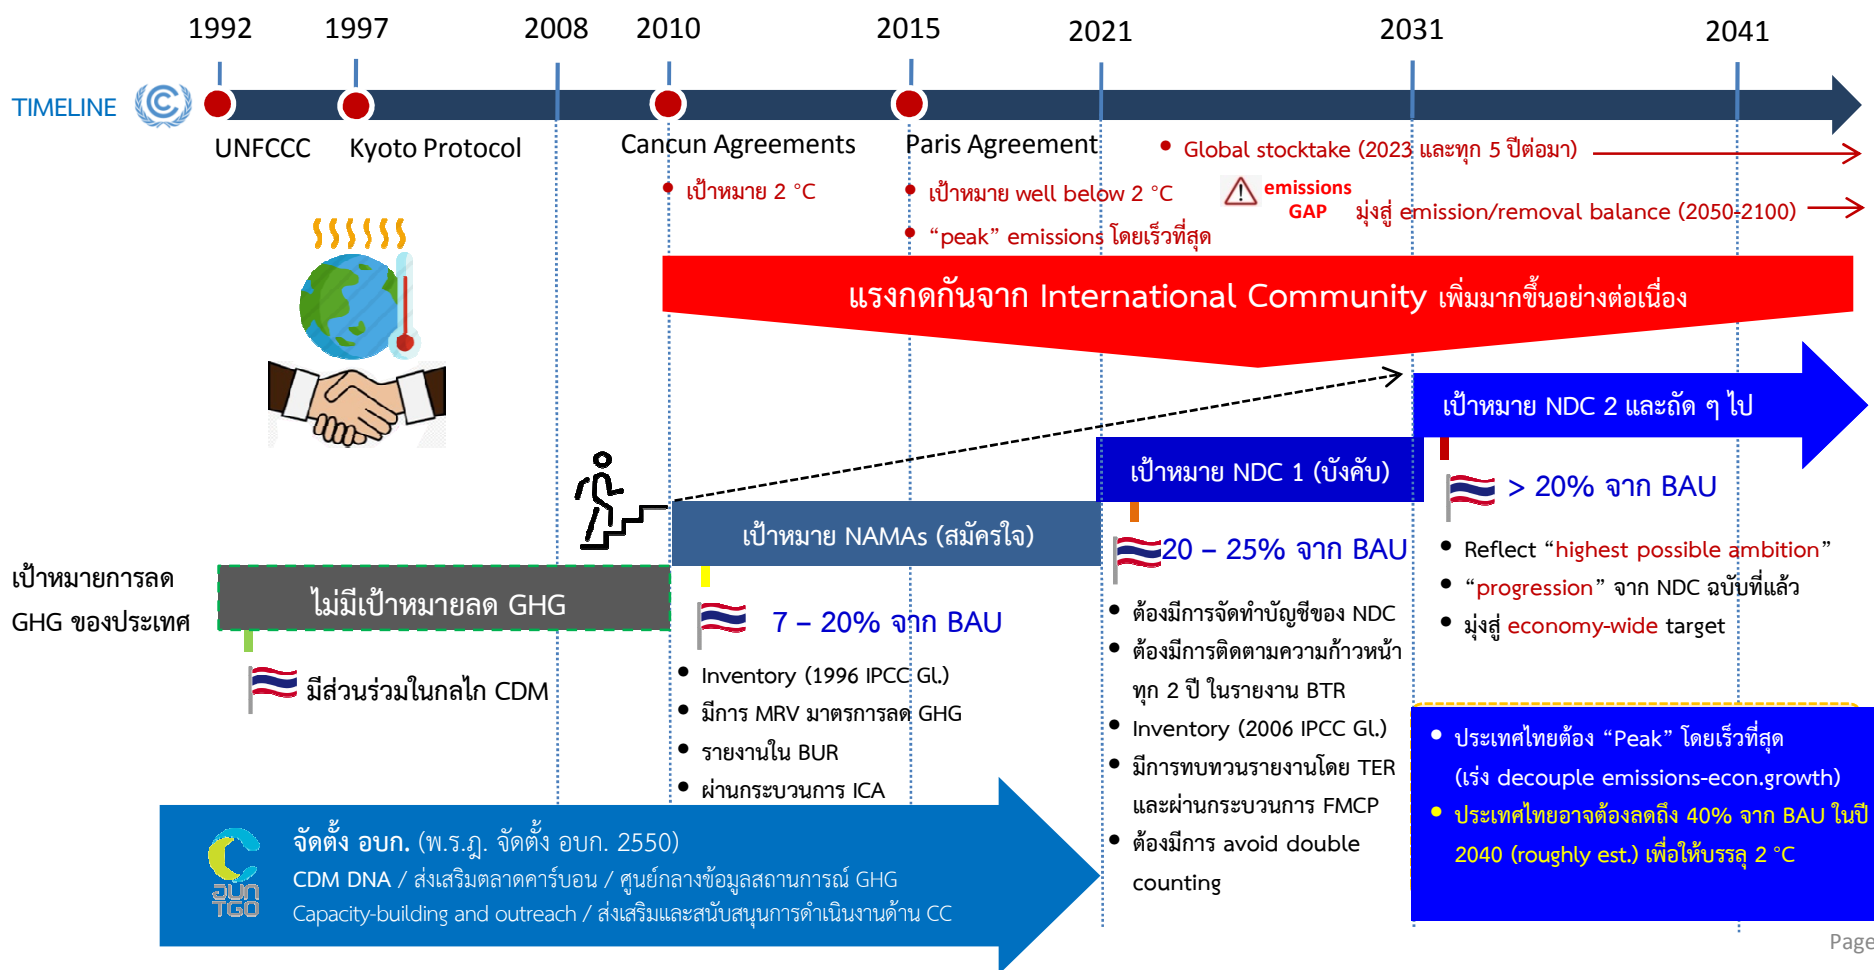 1992 1997 2008 2010 2015 2021 2031 2041
TIMELINE
UNFCCC Kyoto Protocol Cancun Agreements Paris Agreement
• Global stocktake (2023 และทุก 5 ปีต่อมา)
• เป้าหมาย 2 °C
• เป้าหมาย well below 2 °C
• “peak” emissions โดยเร็วที่สุด
emissions
GAP
มุ่งสู่ emission/removal balance (2050-2100)
แรงกดกันจาก International Community เพิ่มมากขึ้นอย่างต่อเนื่อง
เป้าหมาย NDC 2 และถัด ๆ ไป
เป้าหมาย NDC 1 (บังคับ)
เป้าหมาย NAMAs (สมัครใจ)
เป้าหมายการลด
GHG ของประเทศ
ไม่มีเป้าหมายลด GHG
มีส่วนร่วมในกลไก CDM
7 – 20% จาก BAU
• Inventory (1996 IPCC Gl.)
• มีการ MRV มาตรการลด GHG
• รายงานใน BUR
• ผ่านกระบวนการ ICA
20 – 25% จาก BAU
• ต้องมีการจัดทำบัญชีของ NDC
• ต้องมีการติดตามความก้าวหน้า
ทุก 2 ปี ในรายงาน BTR
• Inventory (2006 IPCC Gl.)
• มีการทบทวนรายงานโดย TER
และผ่านกระบวนการ FMCP
• ต้องมีการ avoid double
counting
> 20% จาก BAU
• Reflect “highest possible ambition”
• “progression” จาก NDC ฉบับที่แล้ว
• มุ่งสู่ economy-wide target
• ประเทศไทยต้อง “Peak” โดยเร็วที่สุด
(เร่ง decouple emissions-econ.growth)
• ประเทศไทยอาจต้องลดถึง 40% จาก BAU ในปี
2040 (roughly est.) เพื่อให้บรรลุ 2 °C
อบก
TGO
จัดตั้ง อบก. (พ.ร.ฎ. จัดตั้ง อบก. 2550)
CDM DNA / ส่งเสริมตลาดคาร์บอน / ศูนย์กลางข้อมูลสถานการณ์ GHG
Capacity-building and outreach / ส่งเสริมและสนับสนุนการดำเนินงานด้าน CC
Page